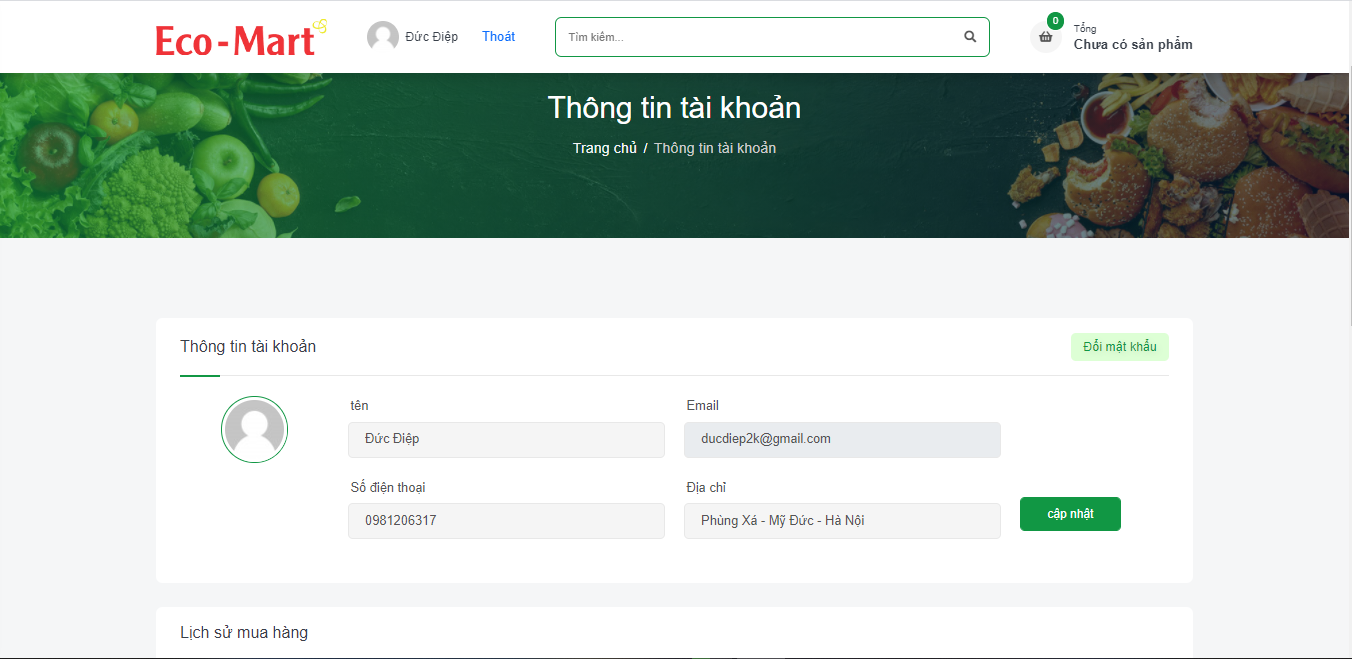 Eco-Mart
Đức Điệp
Thoát
Tìm kiếm...
0
Tổng
Chưa có sản phẩm
Thông tin tài khoản
Trang chủ / Thông tin tài khoản
Thông tin tài khoản
Đổi mật khẩu
tên
Email
Đức Điệp
ducdiep2k@gmail.com
Số điện thoại
Địa chỉ
0981206317
Phùng Xá - Mỹ Đức - Hà Nội
cập nhật
Lịch sử mua hàng